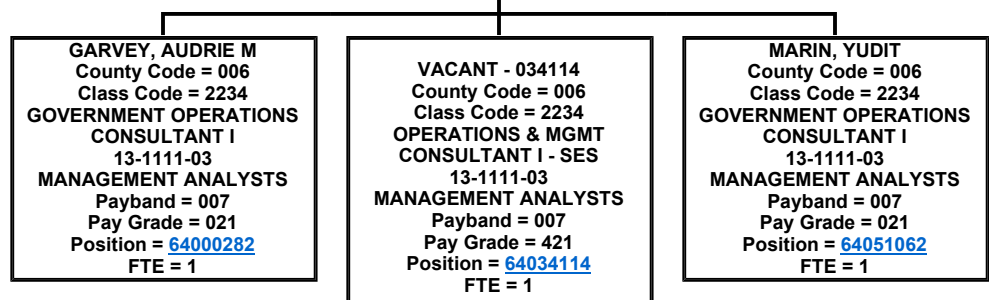 GARVEY, AUDRIE M
County Code = 006
Class Code = 2234
GOVERNMENT OPERATIONS
CONSULTANT I
13-1111-03
MANAGEMENT ANALYSTS
Payband = 007
Pay Grade = 021
Position = 64000282
FTE = 1
VACANT - 034114
County Code = 006
Class Code = 2234
OPERATIONS & MGMT
CONSULTANT I - SES
13-1111-03
MANAGEMENT ANALYSTS
Payband = 007
Pay Grade = 421
Position = 64034114
FTE = 1
MARIN, YUDIT
County Code = 006
Class Code = 2234
GOVERNMENT OPERATIONS
CONSULTANT I
13-1111-03
MANAGEMENT ANALYSTS
Payband = 007
Pay Grade = 021
Position = 64051062
FTE = 1